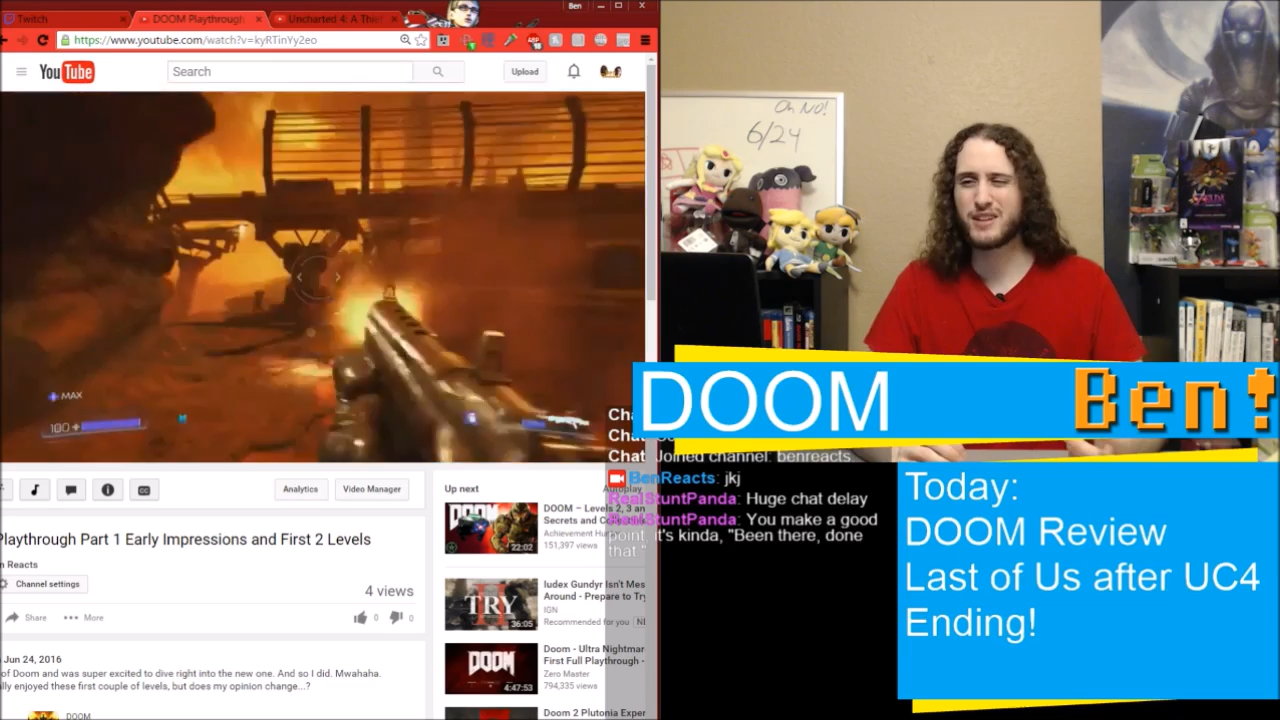 Twitch
DOOM Playthrough
Uncharted 4: A Thief
Ben
https://www.youtube.com/watch?v=kyRTinYy2eo
YouTube
Search
Upload
Oh NO!
6/24
MAX
100
DOOM
Ben!
Chat
Joined channel: benreacts
BenReacts: jkj
RealStuntPanda: Huge chat delay
RealStuntPanda: You make a good
point, it's kinda, "Been there, done
that."
Today:
DOOM Review
Last of Us after UC4
Ending!
Analytics
Video Manager
Up next
Autoplay
Playthrough Part 1 Early Impressions and First 2 Levels
n Reacts
Channel settings
4 views
Share
More
0
0
Jun 24, 2016
of Doom and was super excited to dive right into the new one. And so I did. Mwahaha.
lly enjoyed these first couple of levels, but does my opinion change...?
DOOM
DOOM – Levels 2, 3 an
Secrets and Co
Achievement Hu
151,397 views
22:02
Iudex Gundyr Isn't Mes
Around - Prepare to Try
IGN
Recommended for you
TRY
36:05
Doom - Ultra Nightmar
First Full Playthrough -
Zero Master
794,335 views
DOOM
4:47:53
Doom 2 Plutonia Exper